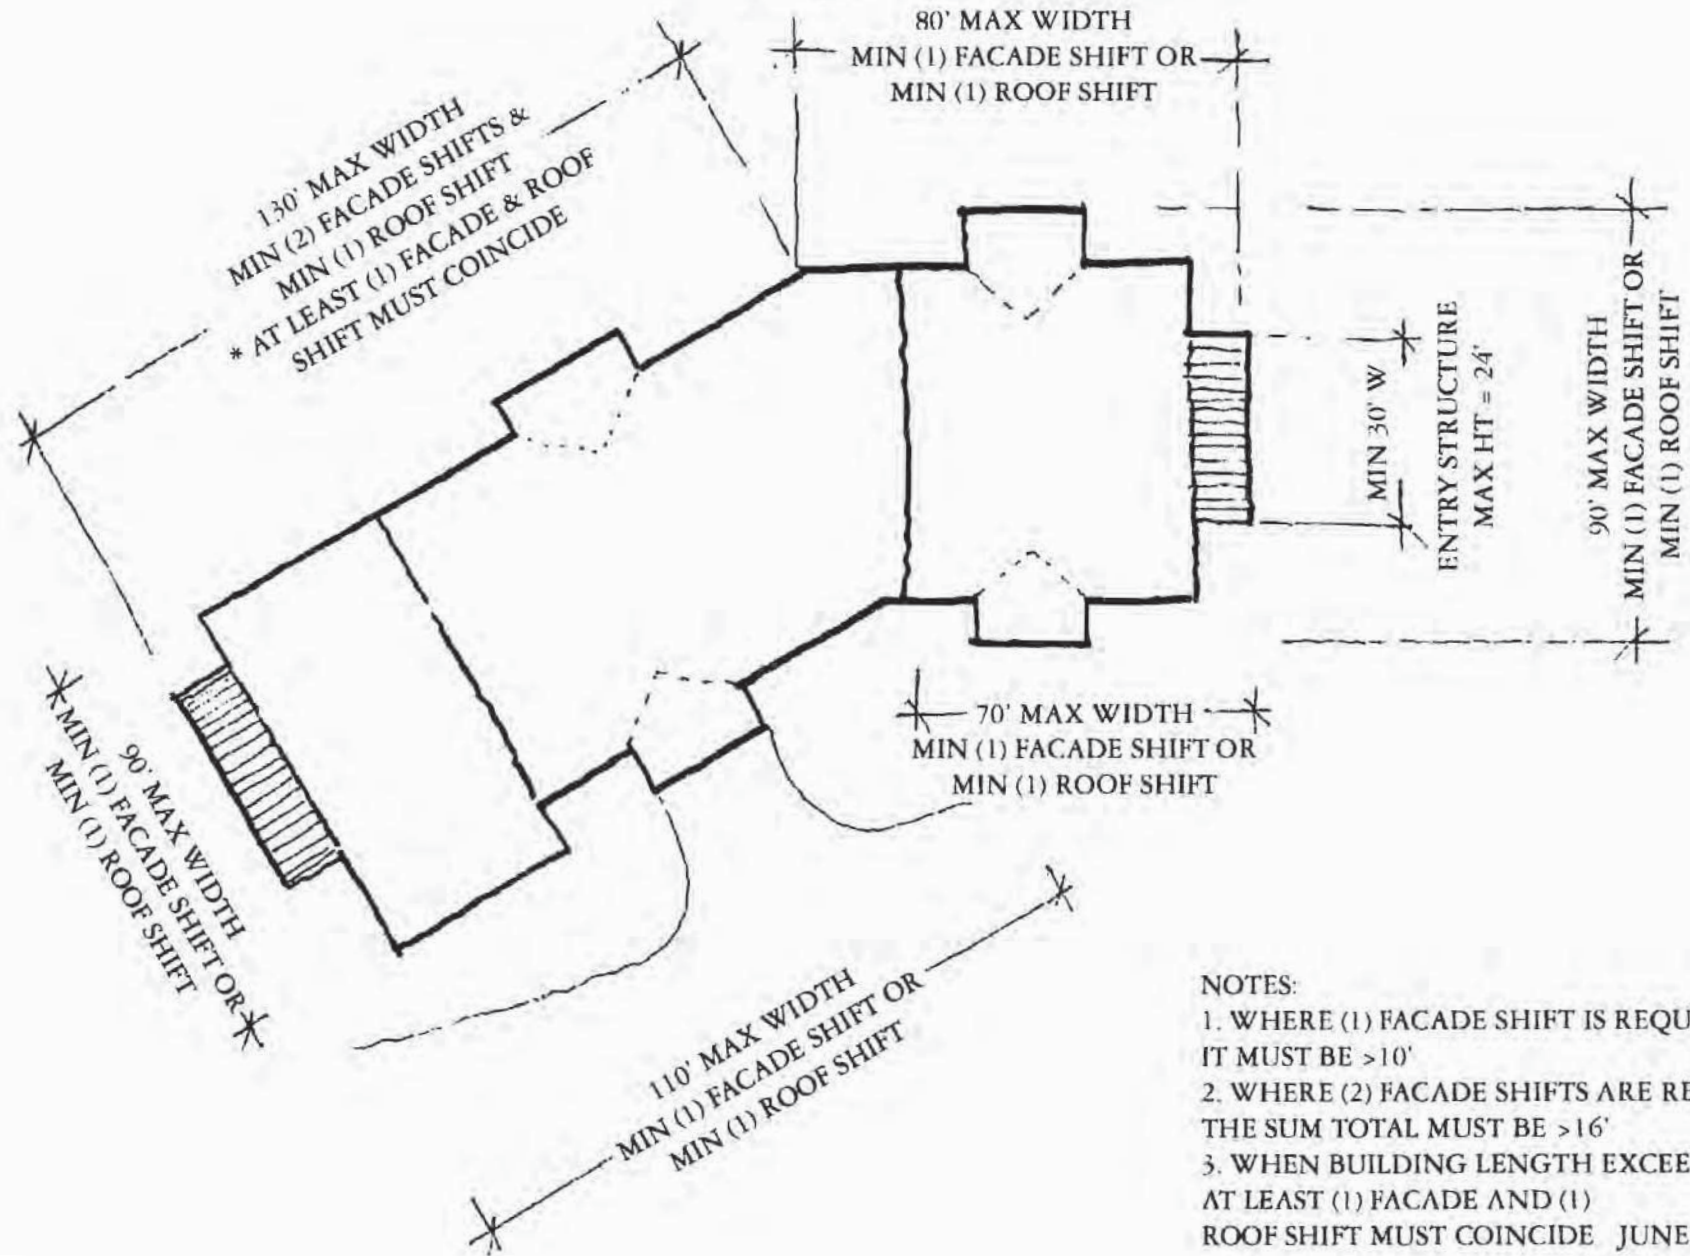 80' MAX WIDTH
MIN (1) FACADE SHIFT OR
MIN (1) ROOF SHIFT
130' MAX WIDTH
MIN (2) FACADE SHIFTS &
MIN (1) ROOF SHIFT
* AT LEAST (1) FACADE & ROOF
SHIFT MUST COINCIDE
MIN 30' W
ENTRY STRUCTURE
MAX HT = 24'
90' MAX WIDTH
MIN (1) FACADE SHIFT OR
MIN (1) ROOF SHIFT
70' MAX WIDTH
MIN (1) FACADE SHIFT OR
MIN (1) ROOF SHIFT
90' MAX WIDTH
MIN (1) FACADE SHIFT OR
MIN (1) ROOF SHIFT
110' MAX WIDTH
MIN (1) FACADE SHIFT OR
MIN (1) ROOF SHIFT
NOTES:
1. WHERE (1) FACADE SHIFT IS REQU
IT MUST BE >10'
2. WHERE (2) FACADE SHIFTS ARE RE
THE SUM TOTAL MUST BE >16'
3. WHEN BUILDING LENGTH EXCEE
AT LEAST (1) FACADE AND (1)
ROOF SHIFT MUST COINCIDE JUNE